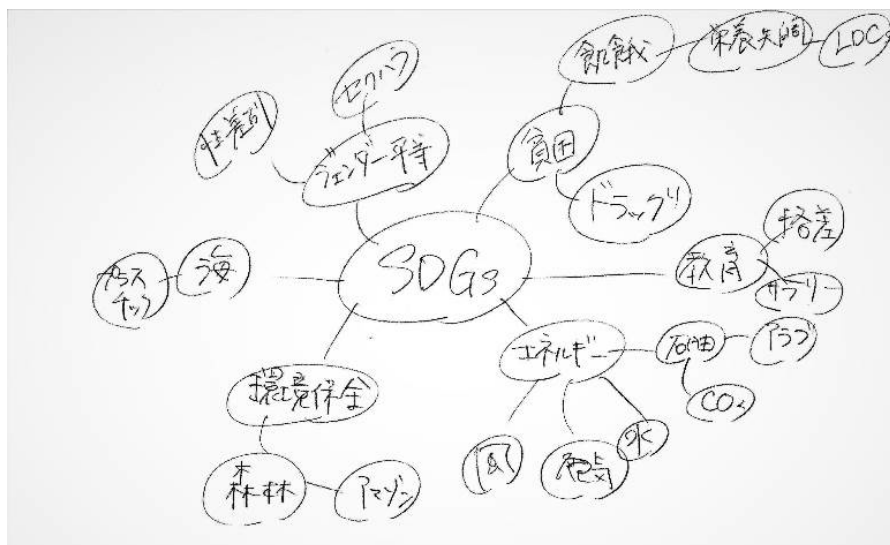 SDGs
ジェンダー平等
セクハラ
性差別
貧困
飢餓
栄養失調
LDCs
ドラッグ
教育
格差
サラリー
エネルギー
石油
アラブ
CO₂
水
電気
風
環境保全
森林
アマゾン
海
プラス
チック